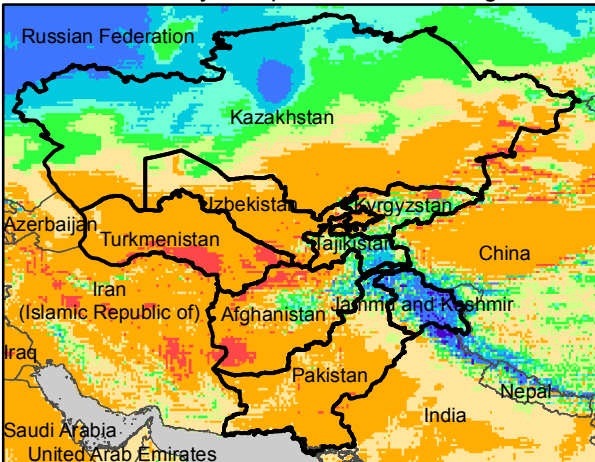 Russian Federation
Kazakhstan
Uzbekistan
Kyrgyzstan
Azerbaijan
Turkmenistan
Tajikistan
China
Iran
(Islamic Republic of)
Afghanistan
Jammu and Kashmir
Iraq
Pakistan
Nepal
India
Saudi Arabia
United Arab Emirates